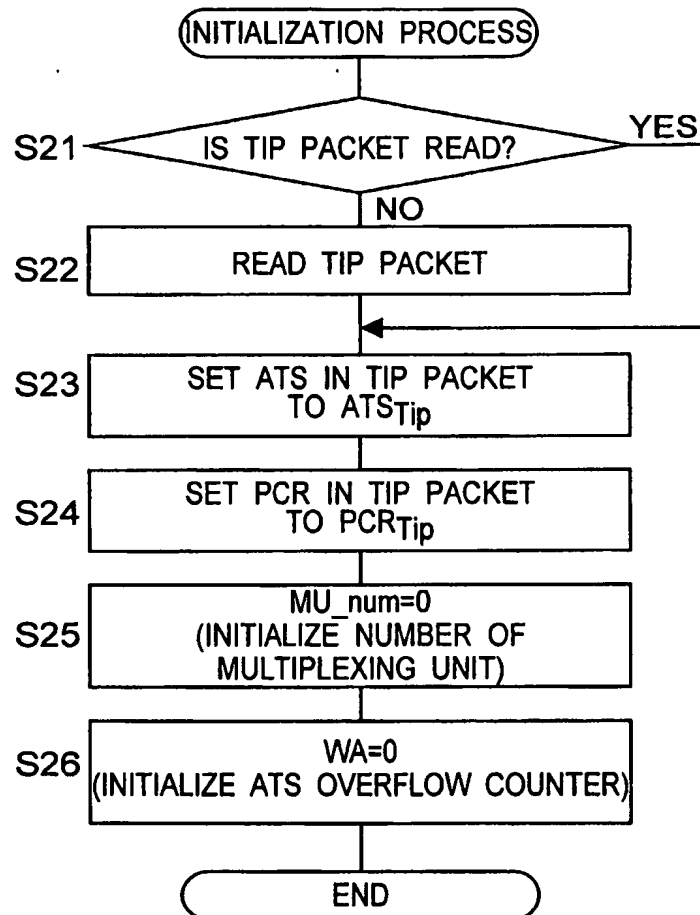 INITIALIZATION PROCESS
S21
IS TIP PACKET READ?
YES
NO
S22
READ TIP PACKET
S23
SET ATS IN TIP PACKET
TO ATSTip
S24
SET PCR IN TIP PACKET
TO PCRTip
S25
MU_num=0
(INITIALIZE NUMBER OF
MULTIPLEXING UNIT)
S26
WA=0
(INITIALIZE ATS OVERFLOW COUNTER)
END